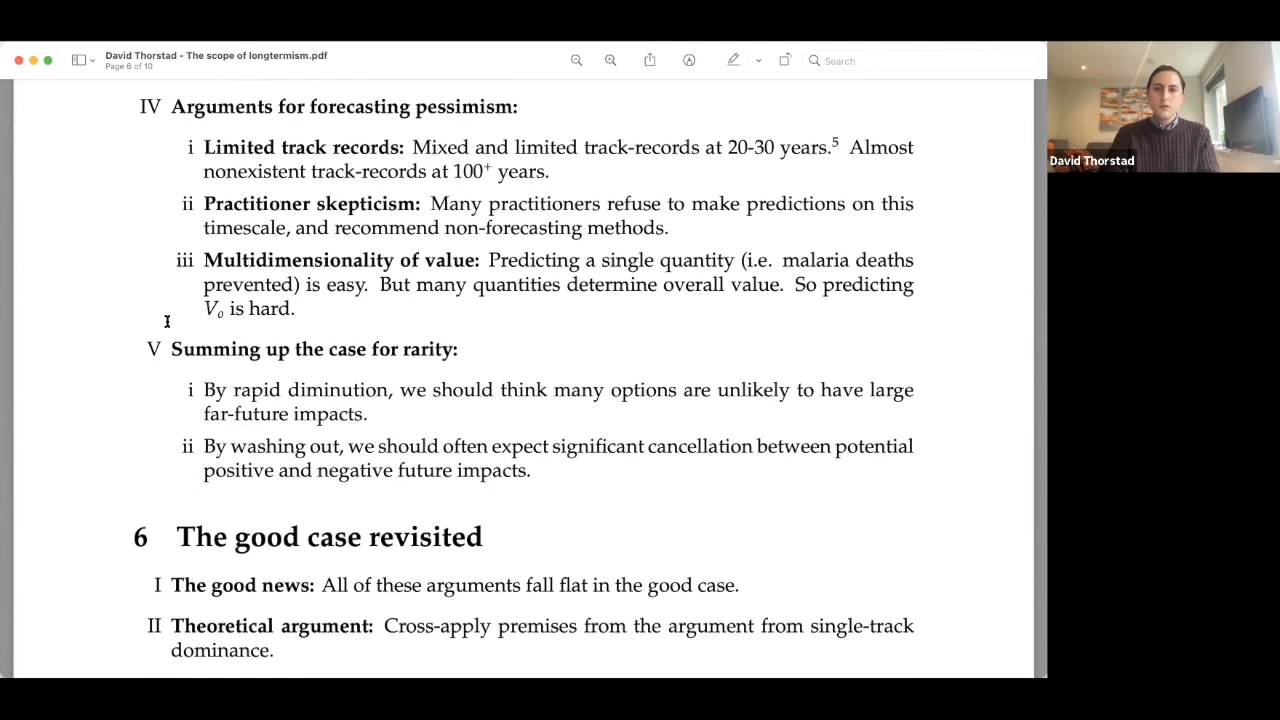 David Thorstad - The scope of longtermism.pdf
Page 6 of 10
Search
David Thorstad
IV Arguments for forecasting pessimism:
i Limited track records: Mixed and limited track-records at 20-30 years.5 Almost
nonexistent track-records at 100+ years.
ii Practitioner skepticism: Many practitioners refuse to make predictions on this
timescale, and recommend non-forecasting methods.
iii Multidimensionality of value: Predicting a single quantity (i.e. malaria deaths
prevented) is easy. But many quantities determine overall value. So predicting
Vo is hard.
V Summing up the case for rarity:
i By rapid diminution, we should think many options are unlikely to have large
far-future impacts.
ii By washing out, we should often expect significant cancellation between potential
positive and negative future impacts.
6 The good case revisited
I The good news: All of these arguments fall flat in the good case.
II Theoretical argument: Cross-apply premises from the argument from single-track
dominance.